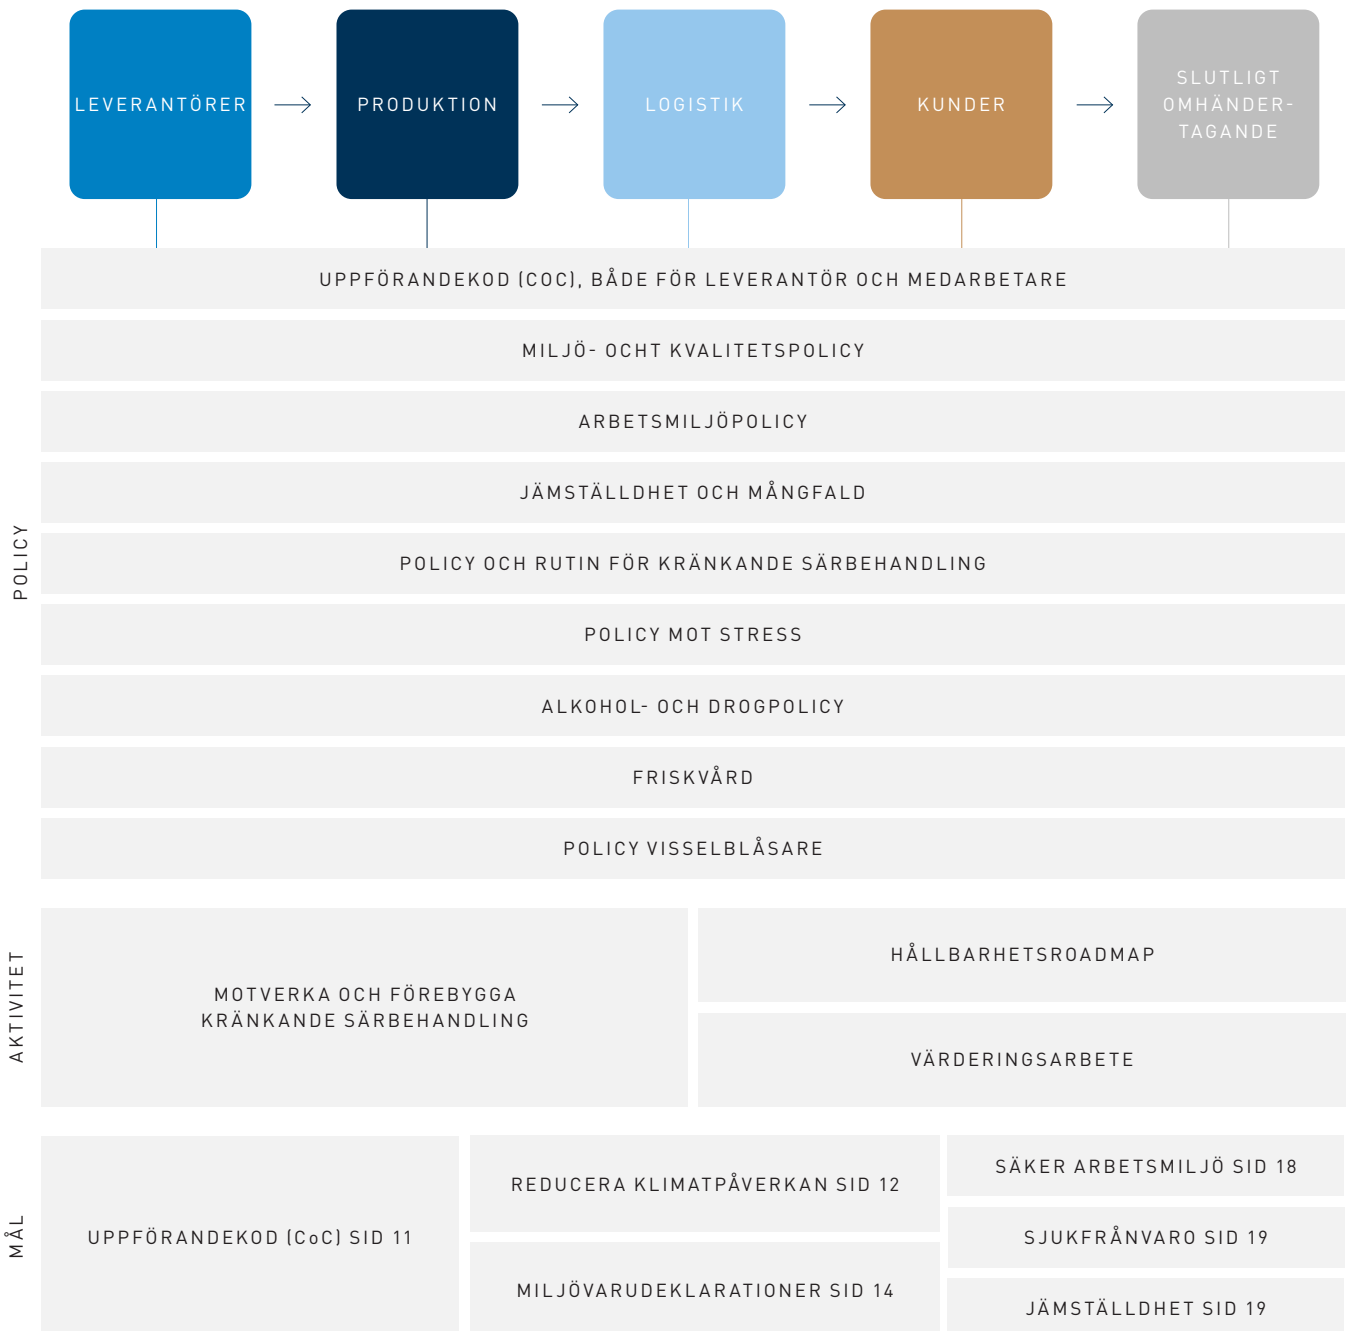 LEVERANTÖRER
PRODUKTION
LOGISTIK
KUNDER
SLUTLIGT
OMHÄNDER-
TAGANDE
POLICY
UPPFÖRANDEKOD (COC), BÅDE FÖR LEVERANTÖR OCH MEDARBETARE
MILJÖ- OCHT KVALITETSPOLICY
ARBETSMILJÖPOLICY
JÄMSTÄLLDHET OCH MÅNGFALD
POLICY OCH RUTIN FÖR KRÄNKANDE SÄRBEHANDLING
POLICY MOT STRESS
ALKOHOL- OCH DROGPOLICY
FRISKVÅRD
POLICY VISSELBLÅSARE
AKTIVITET
MOTVERKA OCH FÖREBYGGA
KRÄNKANDE SÄRBEHANDLING
HÅLLBARHETSROADMAP
VÄRDERINGSARBETE
MÅL
UPPFÖRANDEKOD (CoC) SID 11
REDUCERA KLIMATPÅVERKAN SID 12
MILJÖVARUDEKLARATIONER SID 14
SÄKER ARBETSMILJÖ SID 18
SJUKFRÅNVARO SID 19
JÄMSTÄLLDHET SID 19